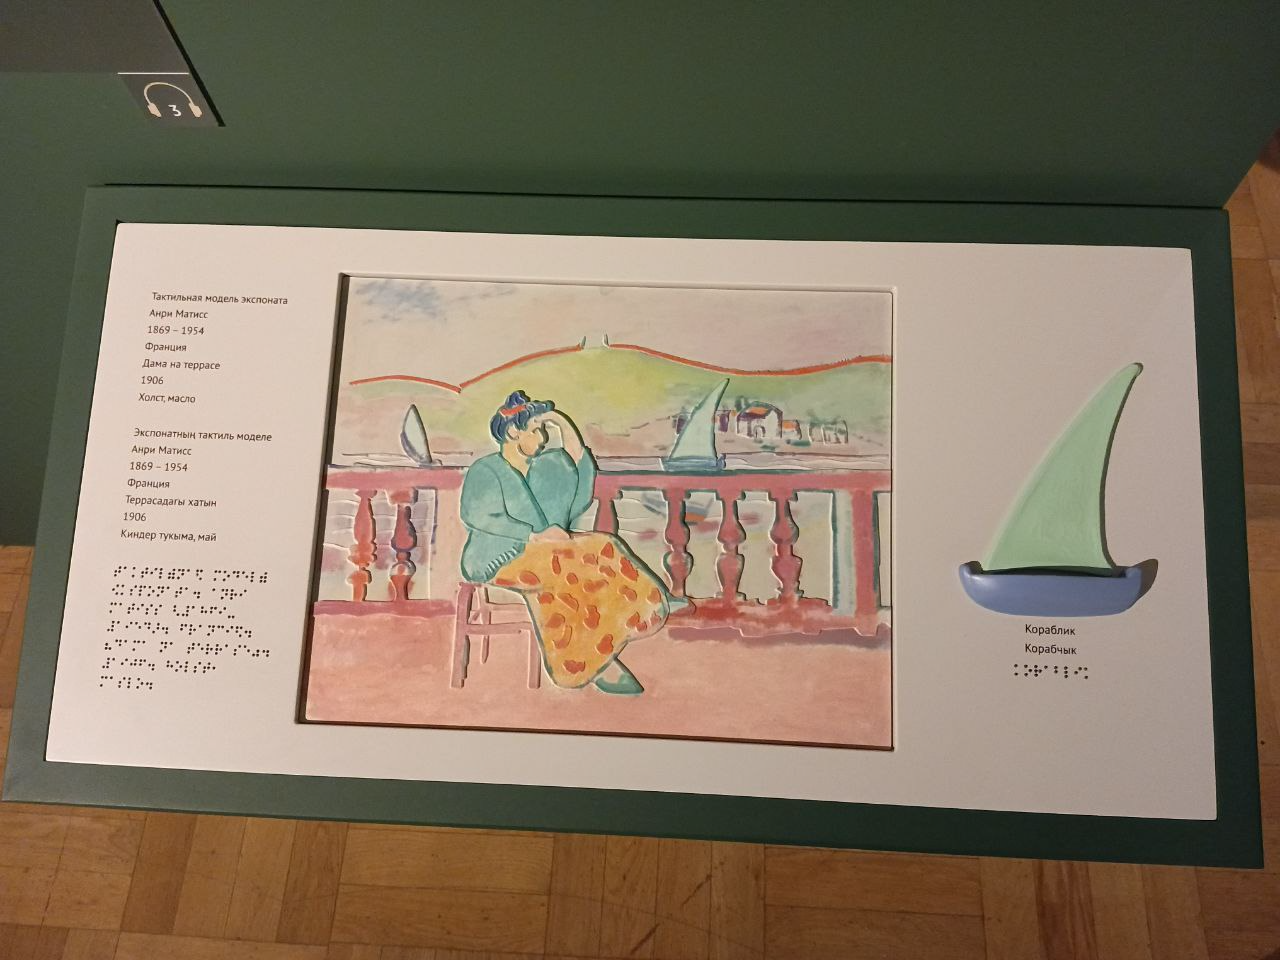 3
Тактильная модель экспоната
Анри Матисс
1869 – 1954
Франция
Дама на террасе
1906
Холст, масло
Экспонатның тактиль моделе
Анри Матисс
1869 – 1954
Франция
Террасадагы хатын
1906
Киндер тукыма, май
Кораблик
Корабчык